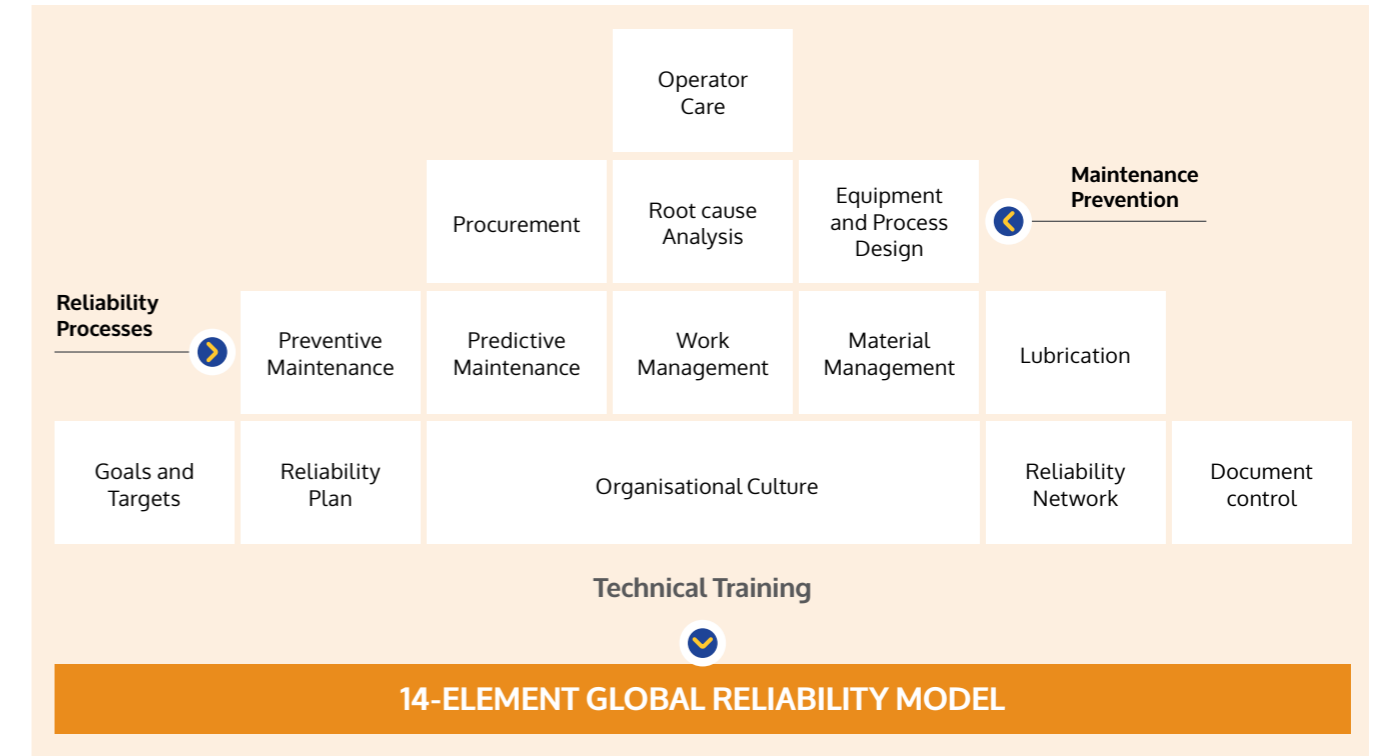 Operator
Care
Procurement
Root cause
Analysis
Equipment
and Process
Design
Maintenance
Prevention
Reliability
Processes
Preventive
Maintenance
Predictive
Maintenance
Work
Management
Material
Management
Lubrication
Goals and
Targets
Reliability
Plan
Organisational Culture
Reliability
Network
Document
control
Technical Training
14-ELEMENT GLOBAL RELIABILITY MODEL